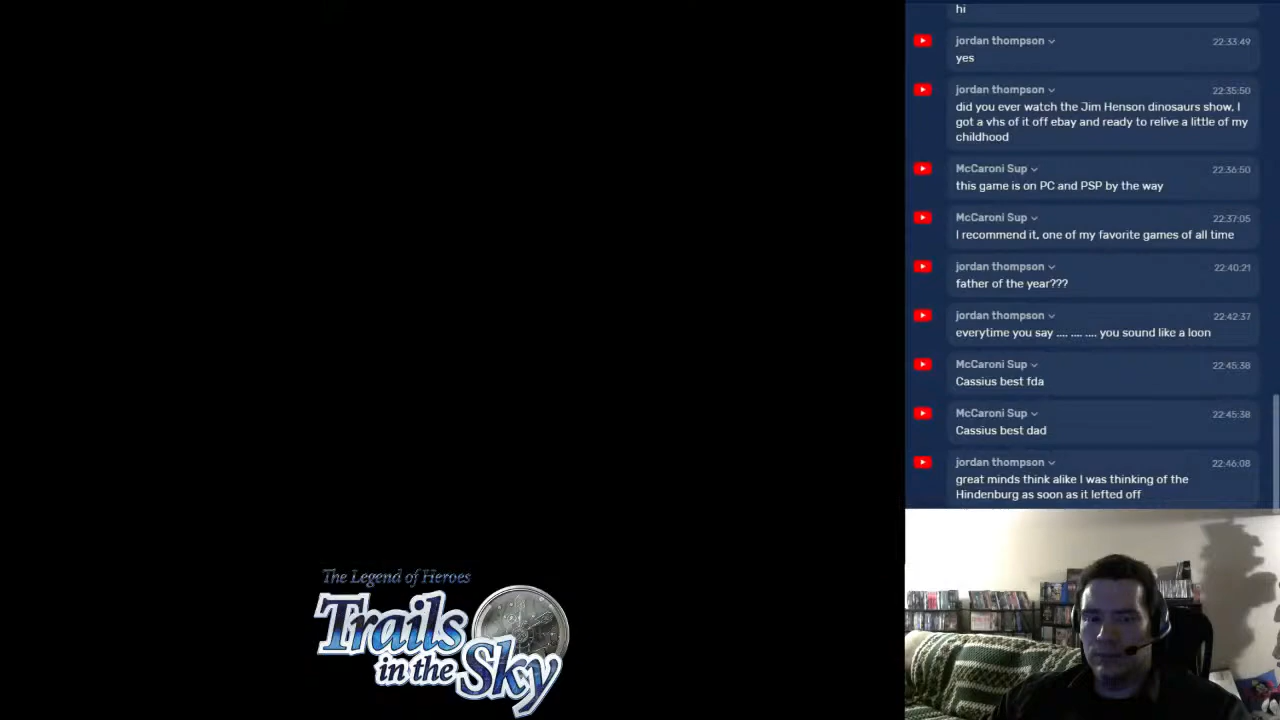 hi
jordan thompson 22:33:49
yes
jordan thompson 22:35:50
did you ever watch the Jim Henson dinosaurs show, I
got a vhs of it off ebay and ready to relive a little of my
childhood
McCaroni Sup 22:36:50
this game is on PC and PSP by the way
McCaroni Sup 22:37:05
I recommend it, one of my favorite games of all time
jordan thompson 22:40:21
father of the year???
jordan thompson 22:42:37
everytime you say .... .... .... you sound like a loon
McCaroni Sup 22:45:38
Cassius best fda
McCaroni Sup 22:45:38
Cassius best dad
jordan thompson 22:46:08
great minds think alike I was thinking of the
Hindenburg as soon as it lefted off
The Legend of Heroes
Trails
in the Sky